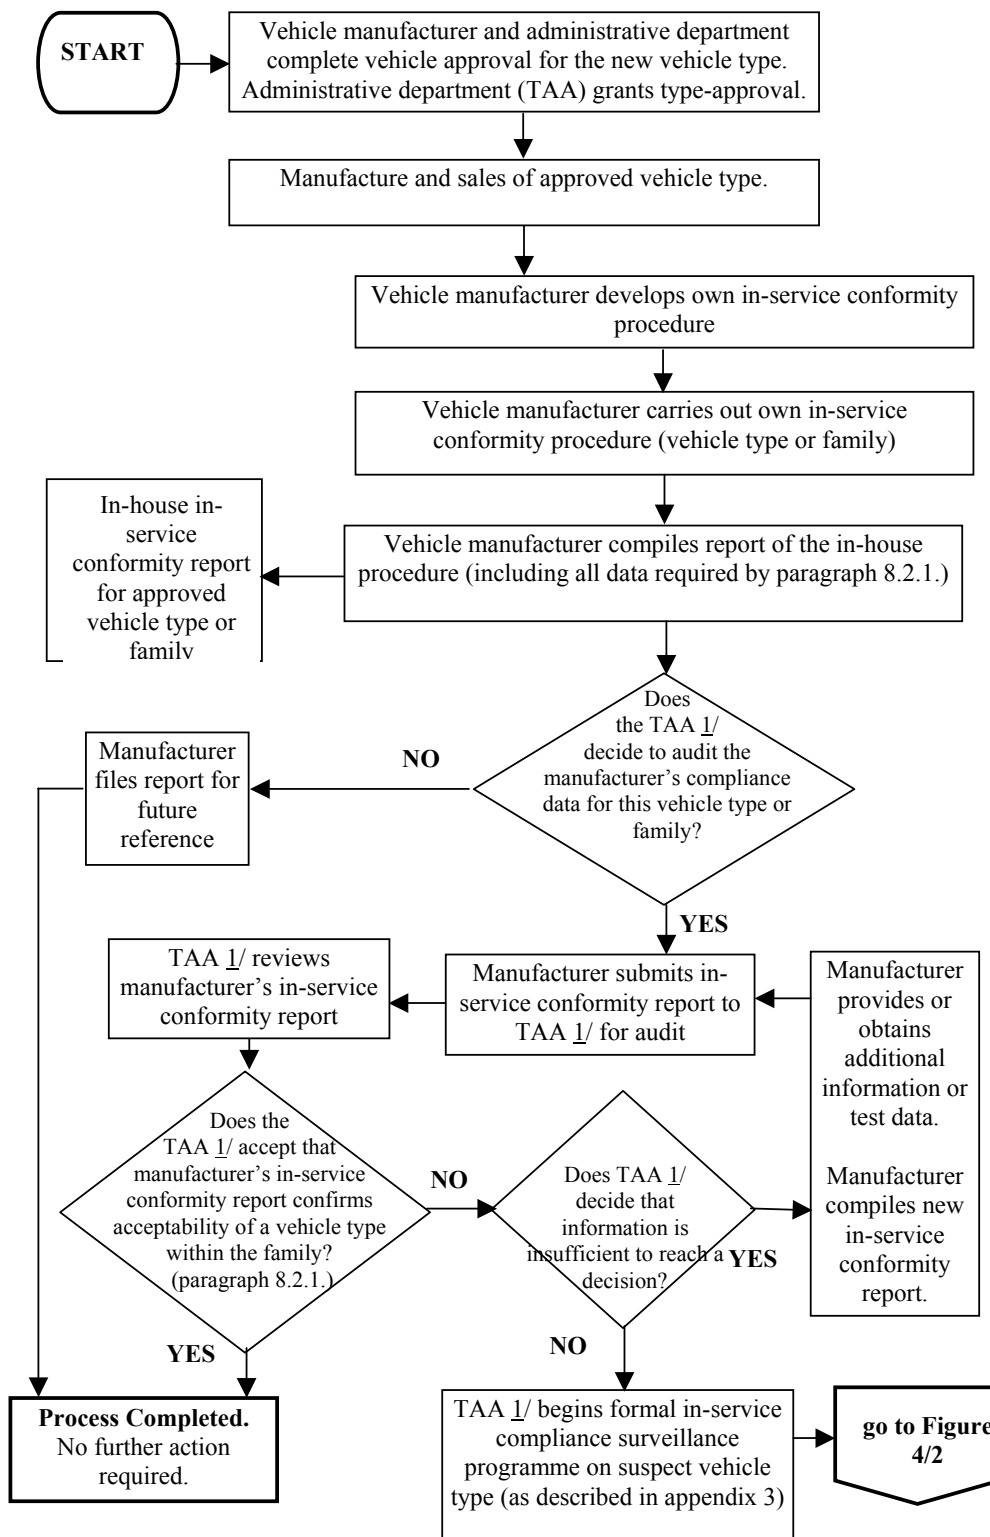 START
Vehicle manufacturer and administrative department
complete vehicle approval for the new vehicle type.
Administrative department (TAA) grants type-approval.
Manufacture and sales of approved vehicle type.
Vehicle manufacturer develops own in-service conformity
procedure
Vehicle manufacturer carries out own in-service
conformity procedure (vehicle type or family)
In-house in-
service
conformity report
for approved
vehicle type or
family
Vehicle manufacturer compiles report of the in-house
procedure (including all data required by paragraph 8.2.1.)
Does
the TAA 1/
decide to audit the
manufacturer's compliance
data for this vehicle type or
family?
NO
Manufacturer
files report for
future
reference
YES
TAA 1/ reviews
manufacturer's in-service
conformity report
Manufacturer submits in-
service conformity report to
TAA 1/ for audit
Manufacturer
provides or
obtains
additional
information or
test data.
Manufacturer
compiles new
in-service
conformity
report.
Does the
TAA 1/ accept that
manufacturer's in-service
conformity report confirms
acceptability of a vehicle type
within the family?
(paragraph 8.2.1.)
NO
Does TAA 1/
decide that
information is
insufficient to reach a
decision?
YES
YES
NO
Process Completed.
No further action
required.
TAA 1/ begins formal in-service
compliance surveillance
programme on suspect vehicle
type (as described in appendix 3)
go to Figure
4/2